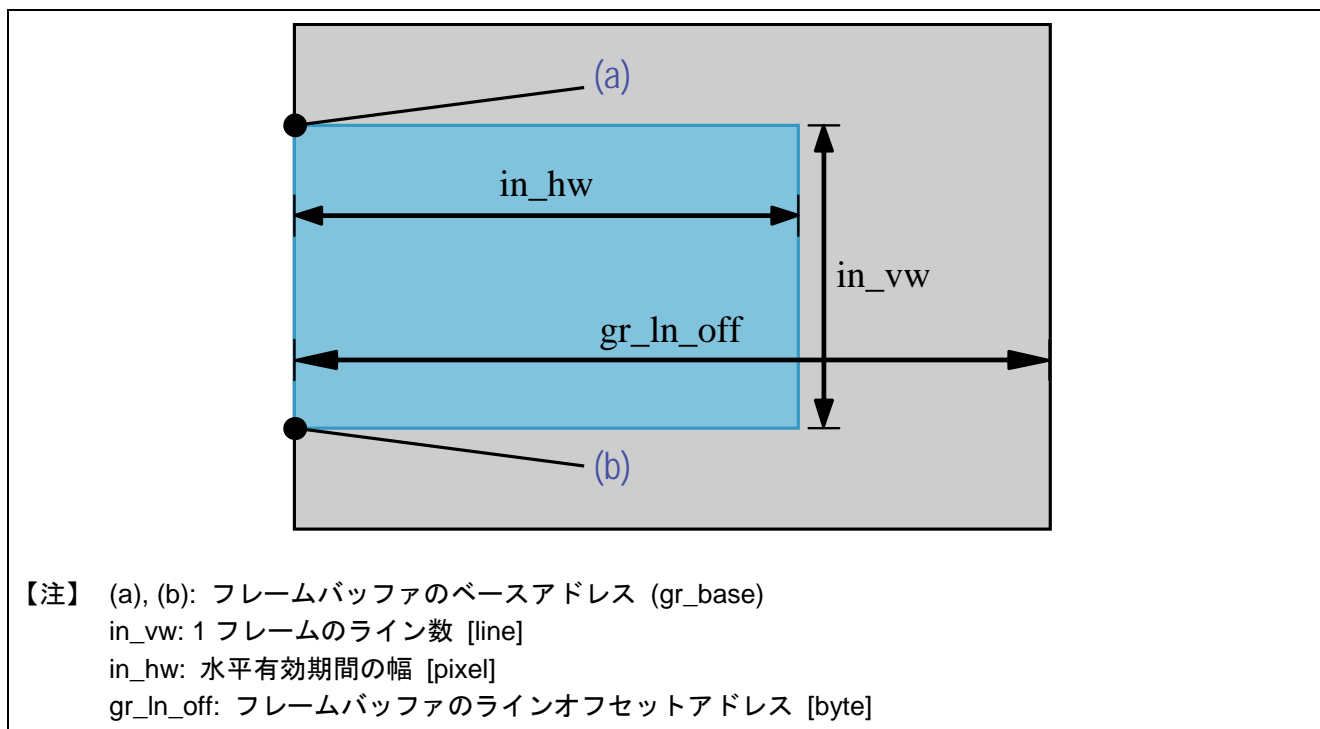 (a)
in_hw
in_vw
gr_ln_off
(b)
【注】 (a), (b): フレームバッファのベースアドレス (gr_base)
in_vw: 1 フレームのライン数 [line]
in_hw: 水平有効期間の幅 [pixel]
gr_ln_off: フレームバッファのラインオフセットアドレス [byte]